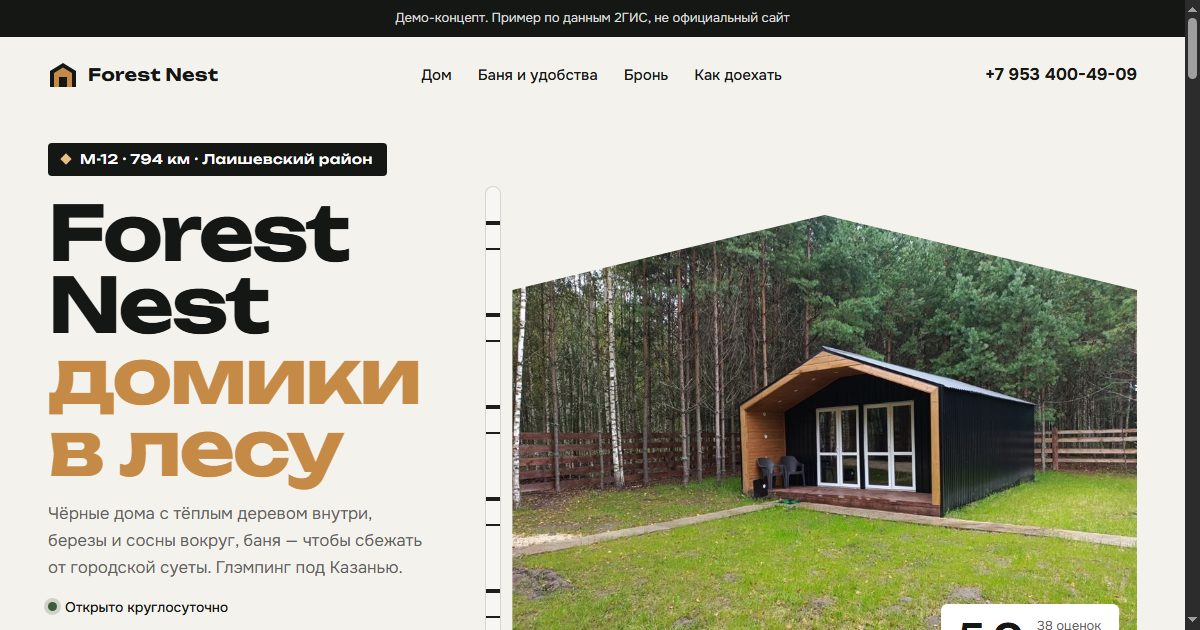 Демо-концепт. Пример по данным 2ГИС, не официальный сайт
Forest Nest
Дом
Баня и удобства
Бронь
Как доехать
+7 953 400-49-09
М-12 · 794 км · Лаишевский район
Forest
Nest
домики
в лесу
Чёрные дома с тёплым деревом внутри,
березы и сосны вокруг, баня — чтобы сбежать
от городской суеты. Глэмпинг под Казанью.
Открыто круглосуточно
38 оценок